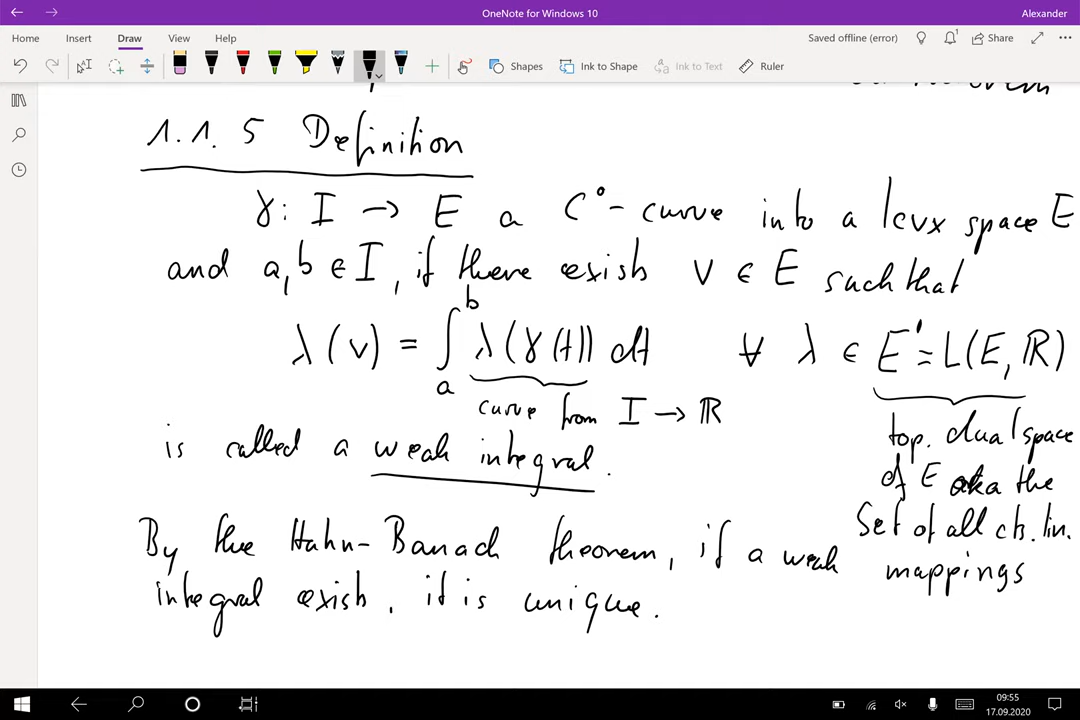 OneNote for Windows 10
Alexander
Home Insert Draw View Help
Saved offline (error)
Share
Shapes
Ink to Shape
Ink to Text
Ruler
1.1.5 Definition
γ: I → E a C⁰-curve into a lcvx space E
and a,b ∈ I, if there exists v ∈ E such that
λ(v) = ∫ₐᵇ λ(γ(t)) dt ∀ λ ∈ E' = L(E, ℝ)
curve from I → ℝ
top. dual space
of E aka the
set of all cts. lin.
mappings
is called a weak integral.
By the Hahn-Banach theorem, if a weak
integral exists, it is unique.
09:55
17.09.2020